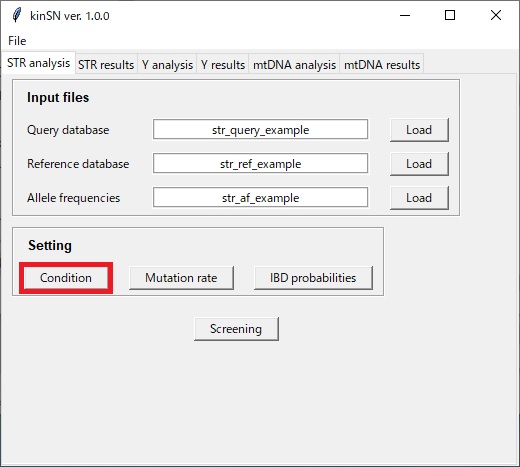 kinSN ver. 1.0.0
File
STR analysis STR results Y analysis Y results mtDNA analysis mtDNA results
Input files
Query database str_query_example Load
Reference database str_ref_example Load
Allele frequencies str_af_example Load
Setting
Condition Mutation rate IBD probabilities
Screening